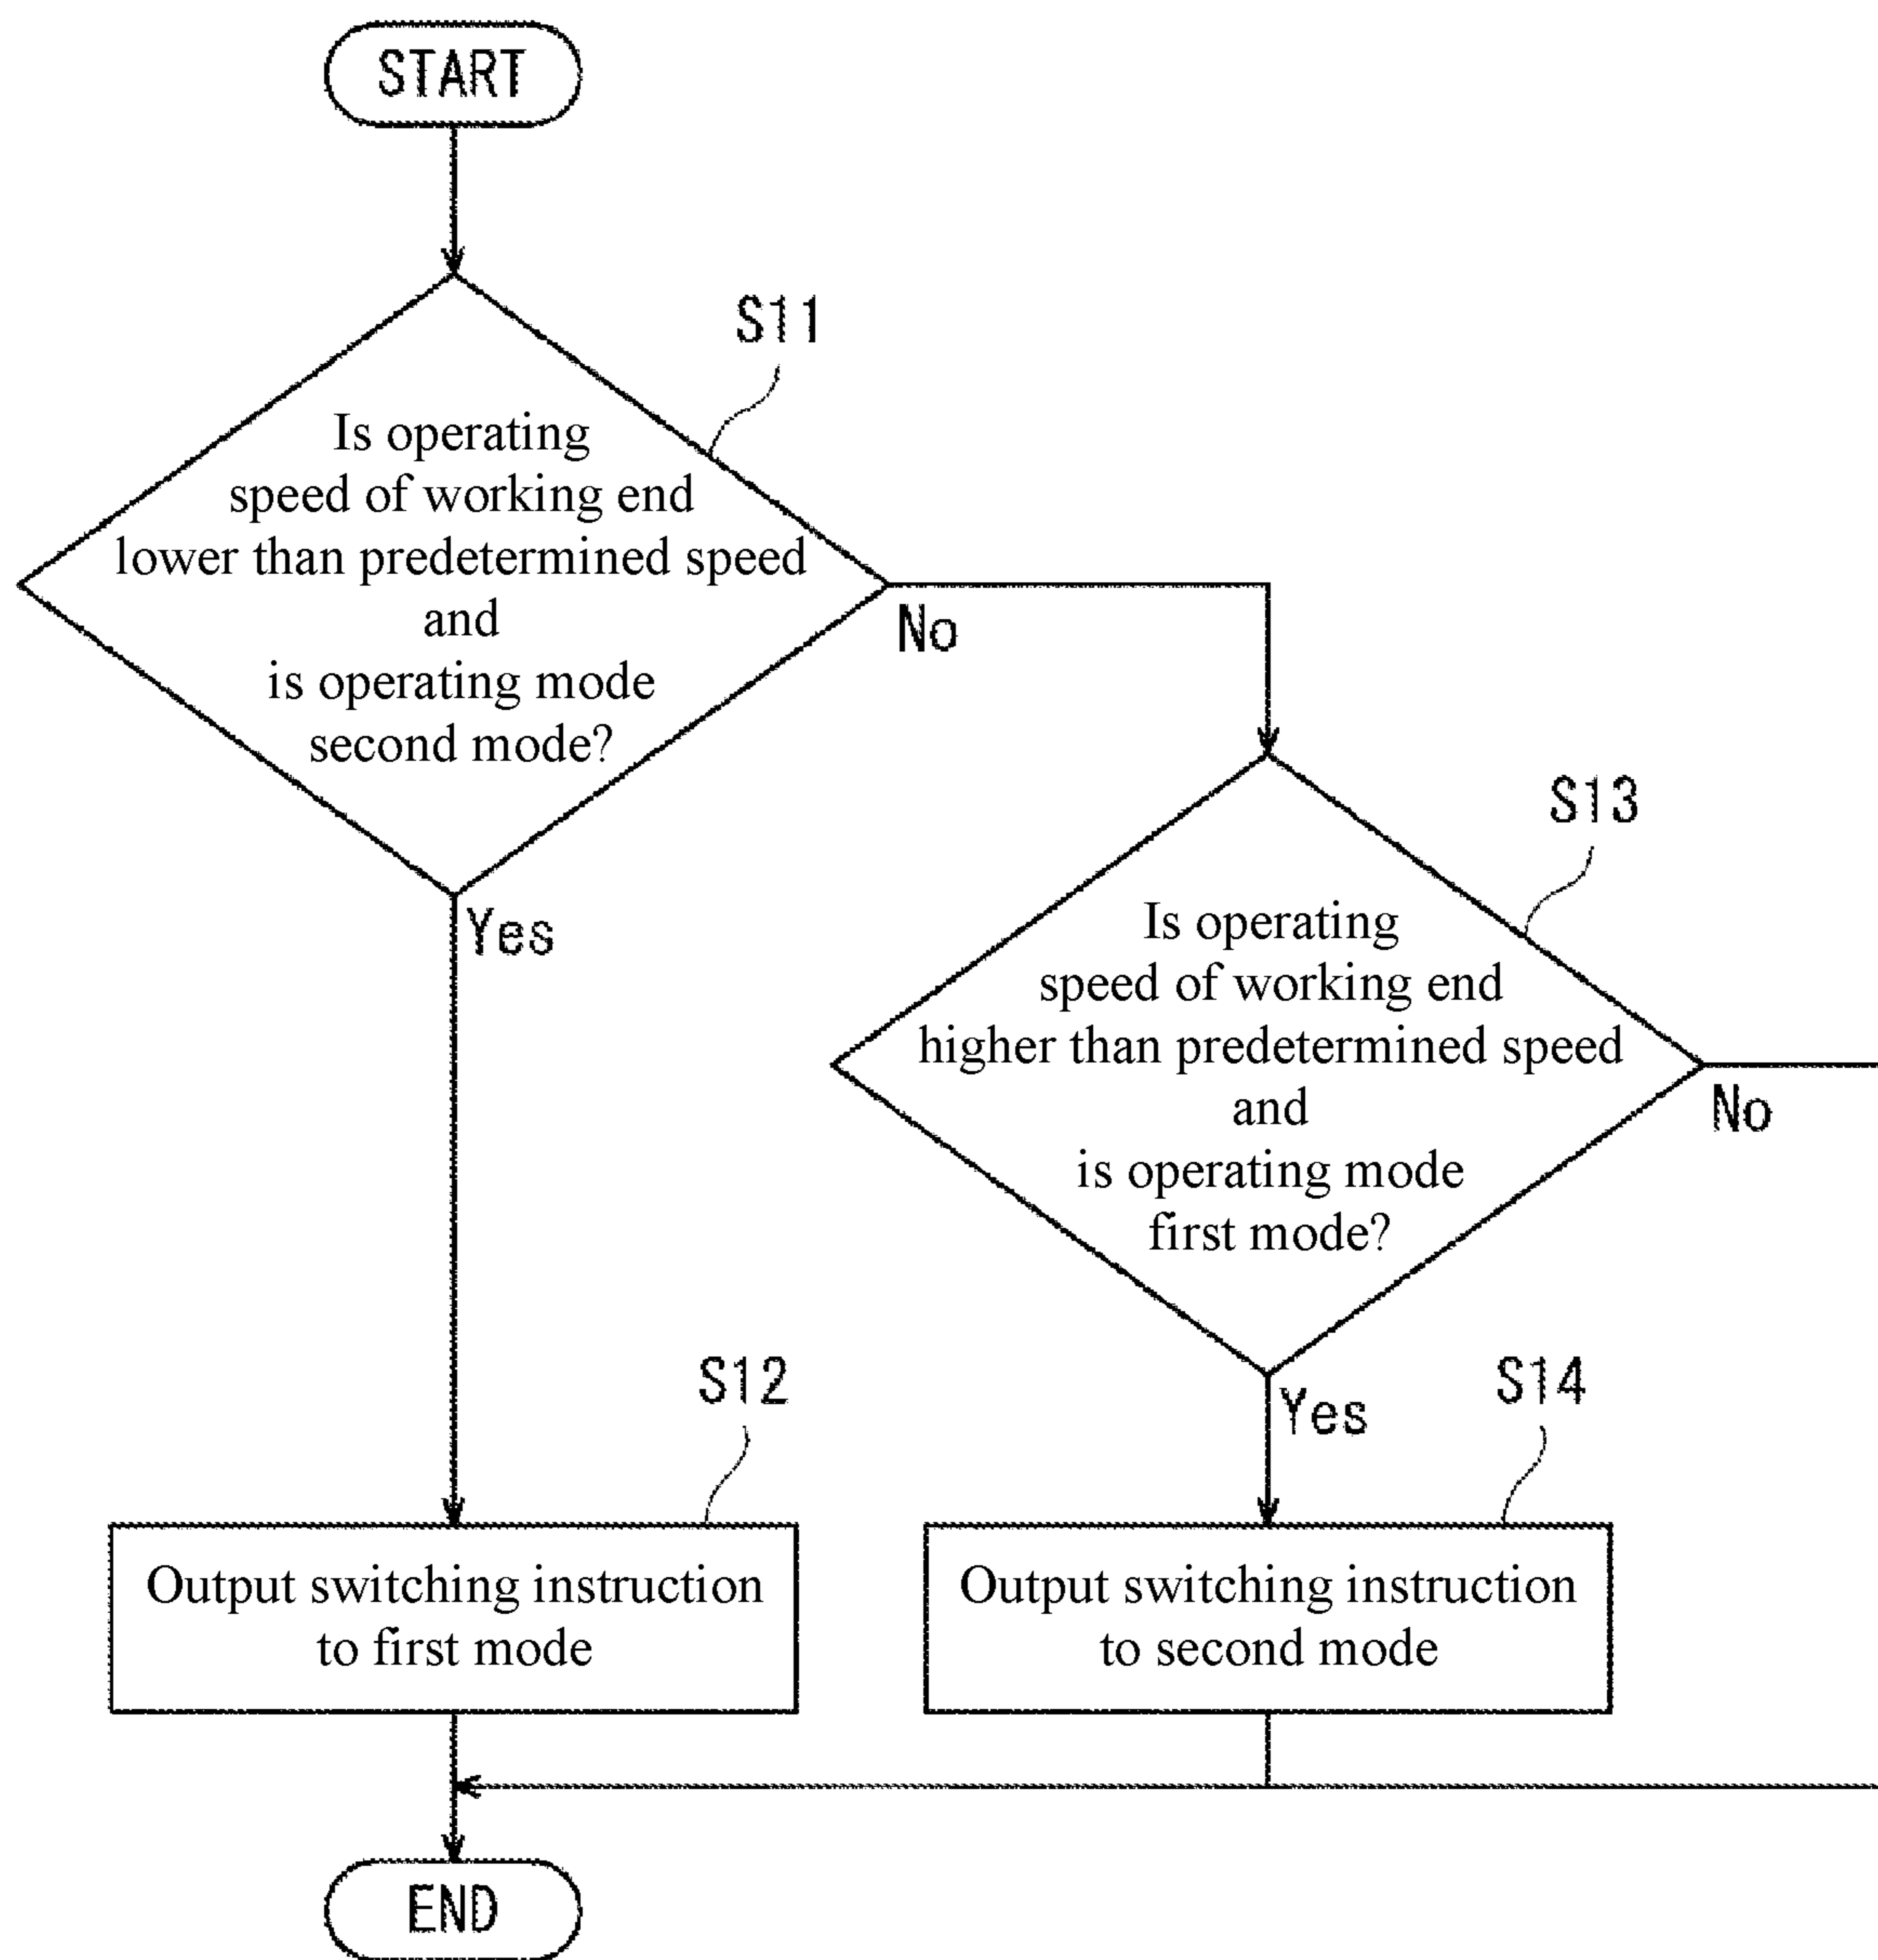 START
S11
Is operating
speed of working end
lower than predetermined speed
and
is operating mode
second mode?
No
Yes
S13
Is operating
speed of working end
higher than predetermined speed
and
is operating mode
first mode?
No
Yes
S12
Output switching instruction
to first mode
S14
Output switching instruction
to second mode
END